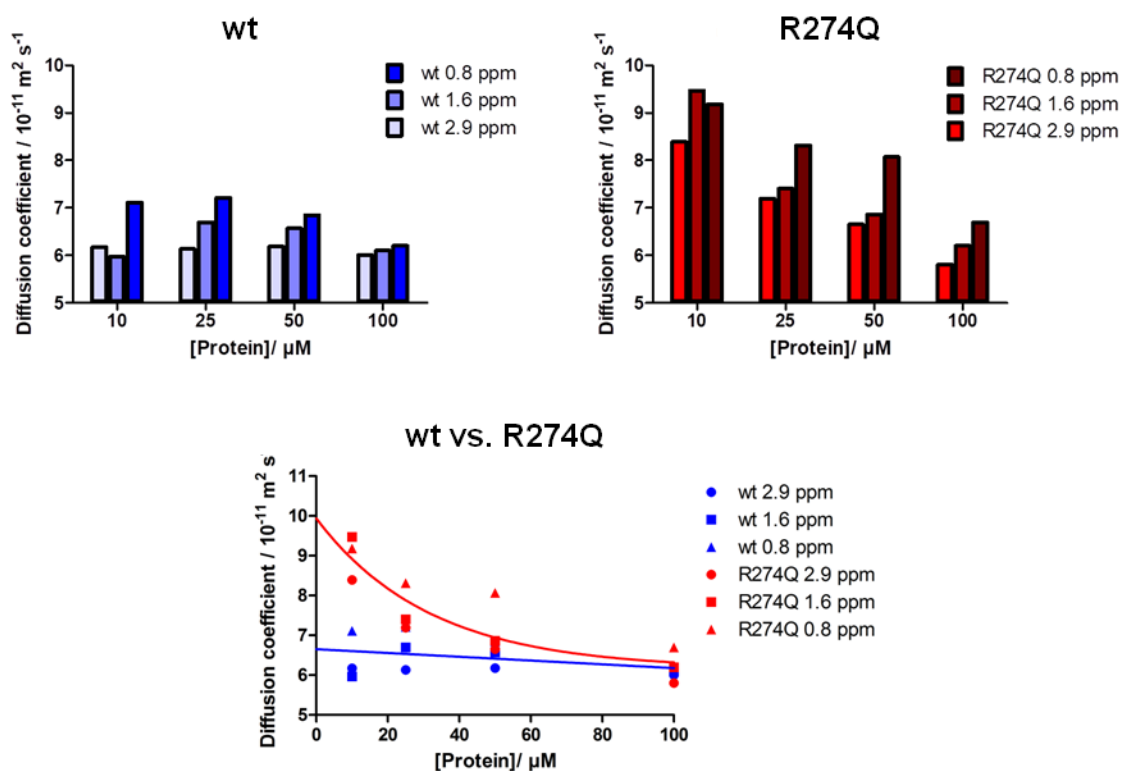 wt
Diffusion coefficient / 10⁻¹¹ m² s⁻¹
10
9
8
7
6
5
10 25 50 100
[Protein]/ µM
wt 0.8 ppm
wt 1.6 ppm
wt 2.9 ppm
R274Q
Diffusion coefficient / 10⁻¹¹ m² s⁻¹
10
9
8
7
6
5
10 25 50 100
[Protein]/ µM
R274Q 0.8 ppm
R274Q 1.6 ppm
R274Q 2.9 ppm
wt vs. R274Q
Diffusion coefficient / 10⁻¹¹ m² s
11
10
9
8
7
6
5
0 20 40 60 80 100
[Protein]/ µM
wt 2.9 ppm
wt 1.6 ppm
wt 0.8 ppm
R274Q 2.9 ppm
R274Q 1.6 ppm
R274Q 0.8 ppm